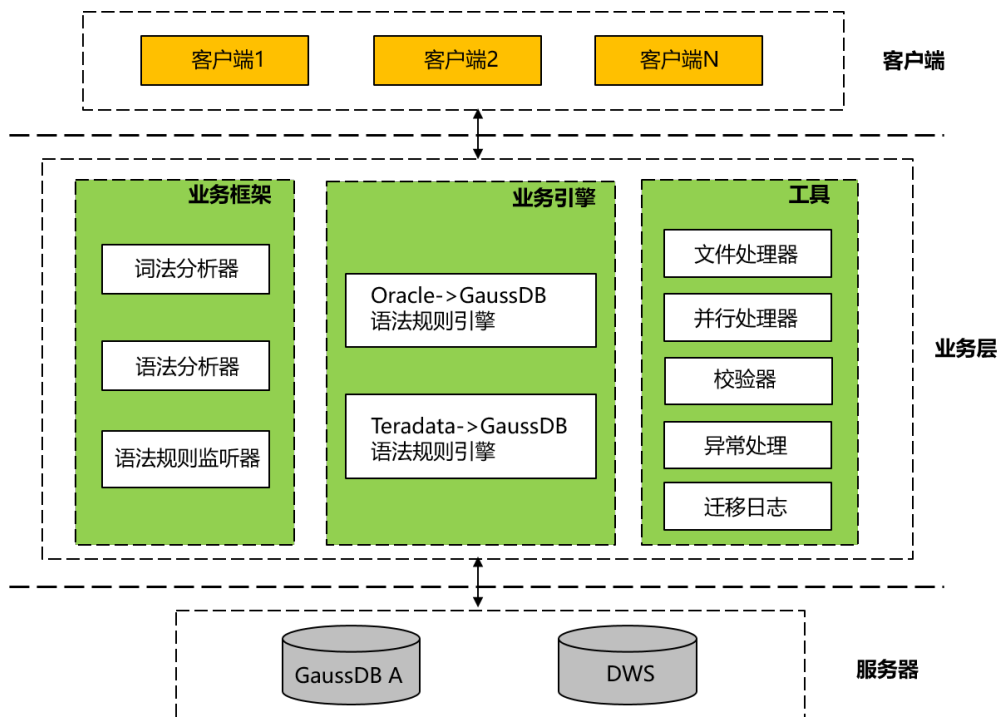 客户端1
客户端2
客户端N
客户端
业务框架
词法分析器
语法分析器
语法规则监听器
业务引擎
Oracle->GaussDB
语法规则引擎
Teradata->GaussDB
语法规则引擎
工具
文件处理器
并行处理器
校验器
异常处理
迁移日志
业务层
GaussDB A
DWS
服务器